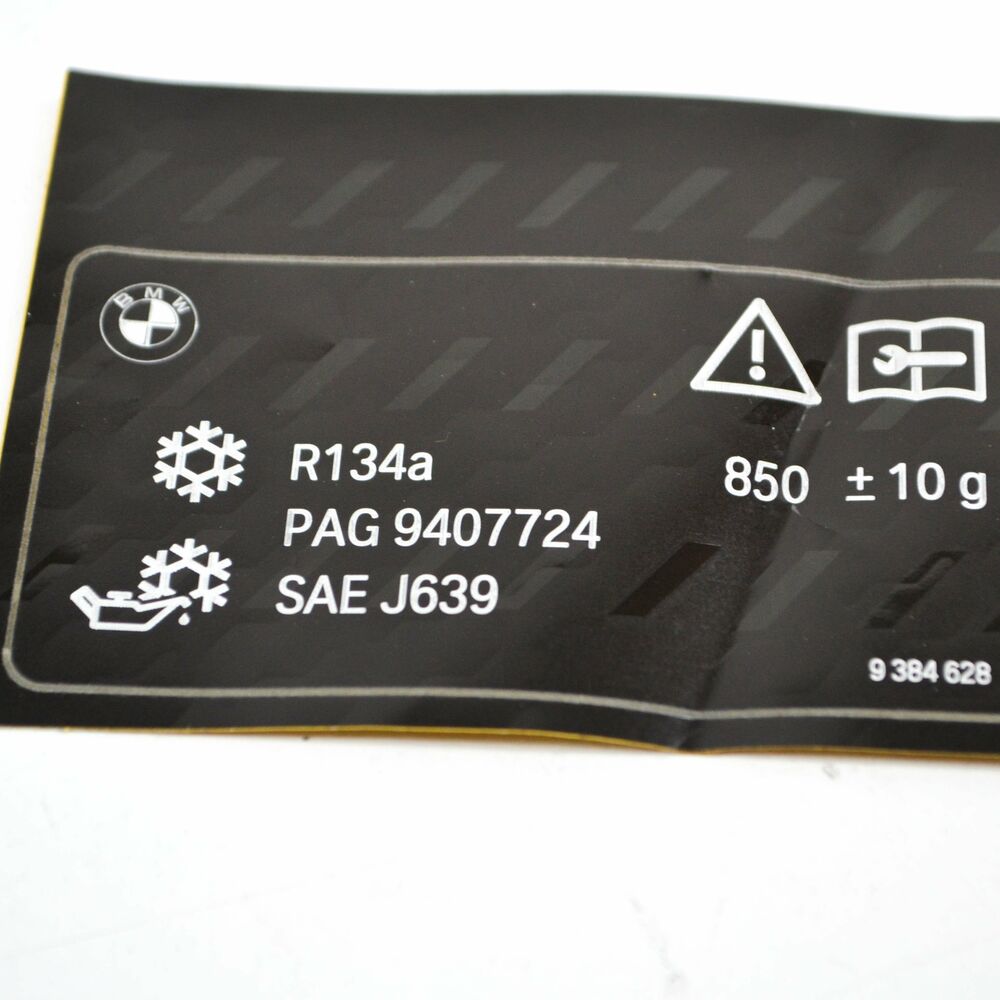 BMW
R134a 850 ± 10 g
PAG 9407724
SAE J639
9 384 628